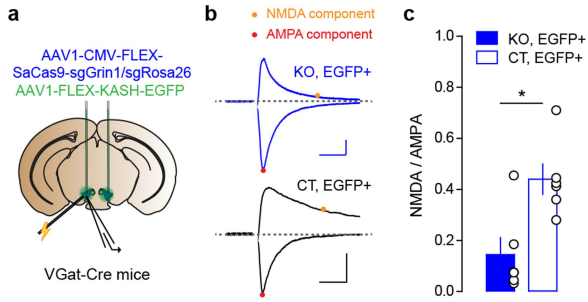 a
AAV1-CMV-FLEX-
SaCas9-sgGrin1/sgRosa26
AAV1-FLEX-KASH-EGFP
VGat-Cre mice
b
NMDA component
AMPA component
KO, EGFP+
CT, EGFP+
c
KO, EGFP+
CT, EGFP+
NMDA / AMPA
1.0
0.8
0.6
0.4
0.2
0.0
*